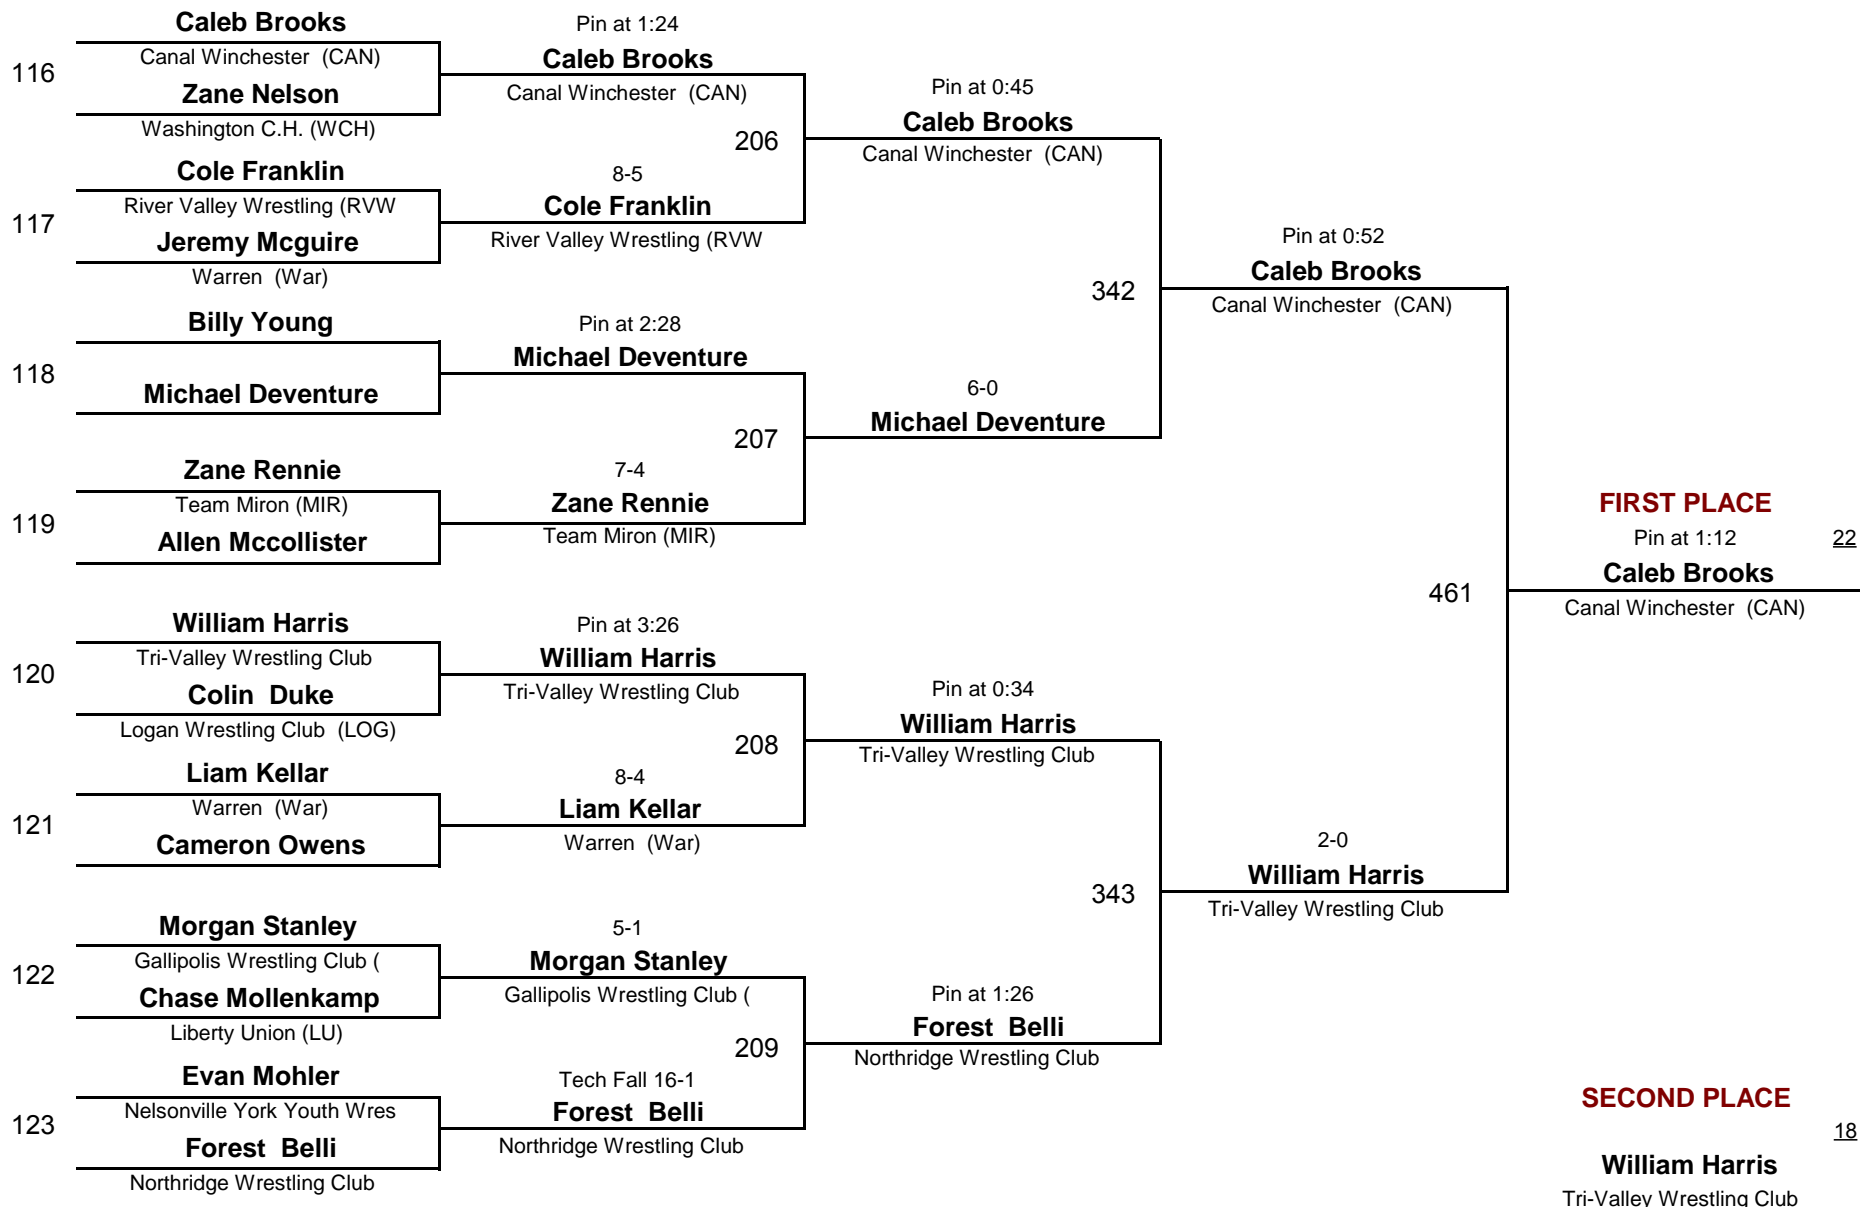 Caleb Brooks
Canal Winchester  (CAN)
116
Zane Nelson
Washington C.H. (WCH)
Cole Franklin
River Valley Wrestling (RVW
117
Jeremy Mcguire
Warren  (War)
Billy Young
118
Michael Deventure
Zane Rennie
Team Miron (MIR)
119
Allen Mccollister
William Harris
Tri-Valley Wrestling Club
120
Colin  Duke
Logan Wrestling Club  (LOG)
Liam Kellar
Warren  (War)
121
Cameron Owens
Morgan Stanley
Gallipolis Wrestling Club (
122
Chase Mollenkamp
Liberty Union (LU)
Evan Mohler
Nelsonville York Youth Wres
123
Forest  Belli
Northridge Wrestling Club
Pin at 1:24
Caleb Brooks
Canal Winchester  (CAN)
206
8-5
Cole Franklin
River Valley Wrestling (RVW
Pin at 2:28
Michael Deventure
207
7-4
Zane Rennie
Team Miron (MIR)
Pin at 3:26
William Harris
Tri-Valley Wrestling Club
208
8-4
Liam Kellar
Warren  (War)
5-1
Morgan Stanley
Gallipolis Wrestling Club (
209
Tech Fall 16-1
Forest  Belli
Northridge Wrestling Club
Pin at 0:45
Caleb Brooks
Canal Winchester  (CAN)
342
6-0
Michael Deventure
Pin at 0:34
William Harris
Tri-Valley Wrestling Club
343
Pin at 1:26
Forest  Belli
Northridge Wrestling Club
Pin at 0:52
Caleb Brooks
Canal Winchester  (CAN)
461
2-0
William Harris
Tri-Valley Wrestling Club
FIRST PLACE
Pin at 1:12
22
Caleb Brooks
Canal Winchester  (CAN)
SECOND PLACE
18
William Harris
Tri-Valley Wrestling Club